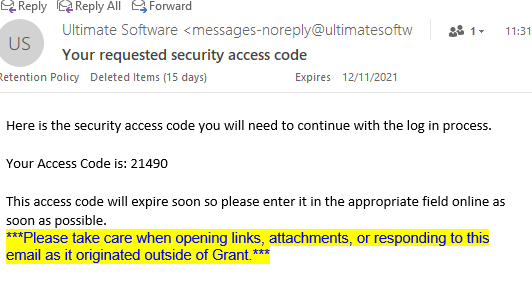 Reply Reply All Forward
US
Ultimate Software <messages-noreply@ultimatesoftw
1
11:31
Your requested security access code
Retention Policy Deleted Items (15 days) Expires 12/11/2021
Here is the security access code you will need to continue with the log in process.
Your Access Code is: 21490
This access code will expire soon so please enter it in the appropriate field online as
soon as possible.
***Please take care when opening links, attachments, or responding to this
email as it originated outside of Grant.***